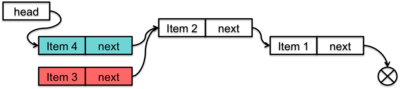 head
Item 4 next
Item 3 next
Item 2 next
Item 1 next